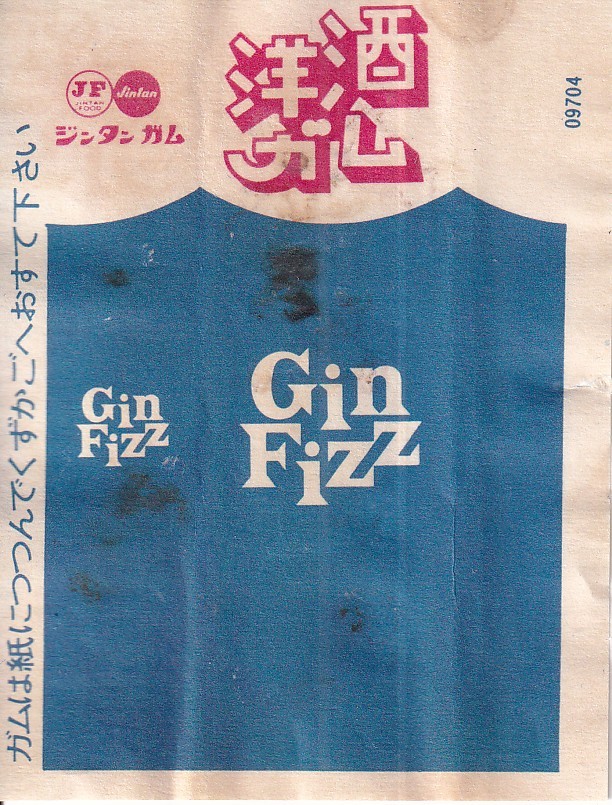 洋酒
ガム
JF
JINTAN
FOOD
Jintan
ジンタン ガム
09704
Gin
Fizz
Gin
Fizz
ガムは紙につつんでくずかごへおすて下さい